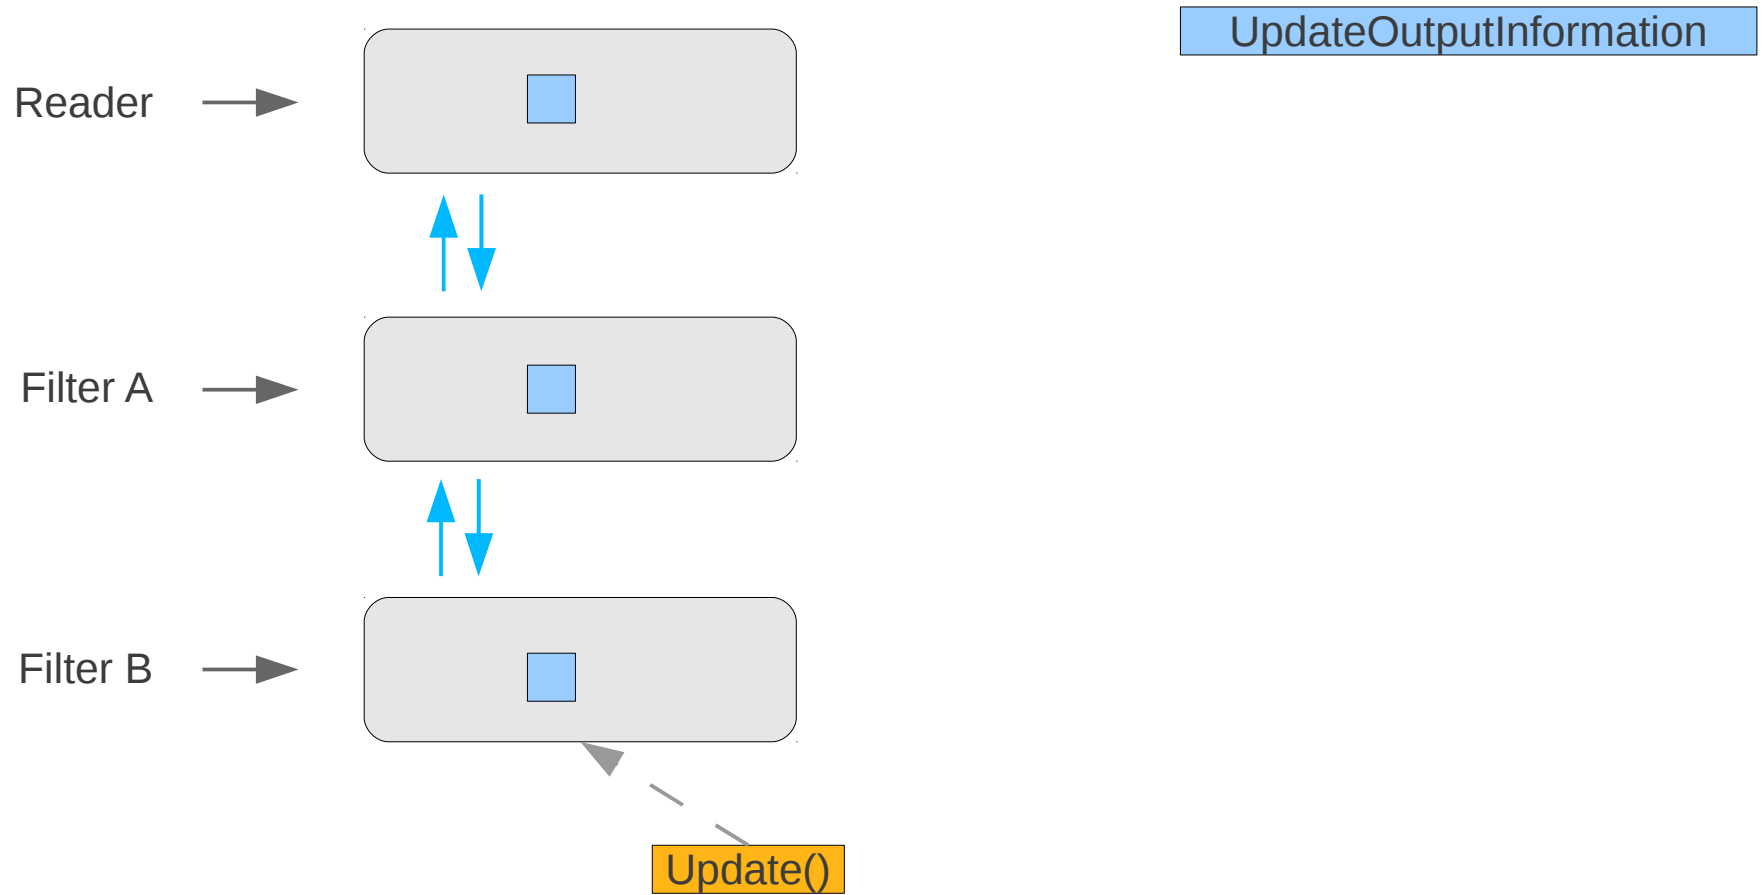 UpdateOutputInformation
Reader
Filter A
Filter B
Update()